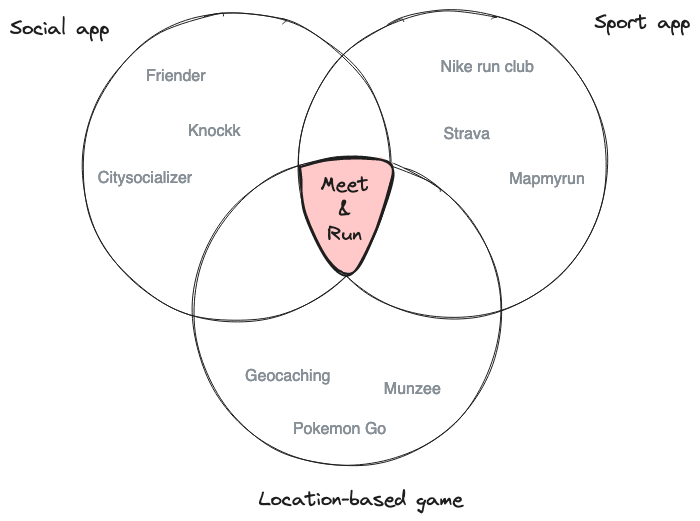 Social app
Sport app
Friender
Nike run club
Knockk
Strava
Citysocializer
Mapmyrun
Meet
&
Run
Geocaching
Munzee
Pokemon Go
Location-based game